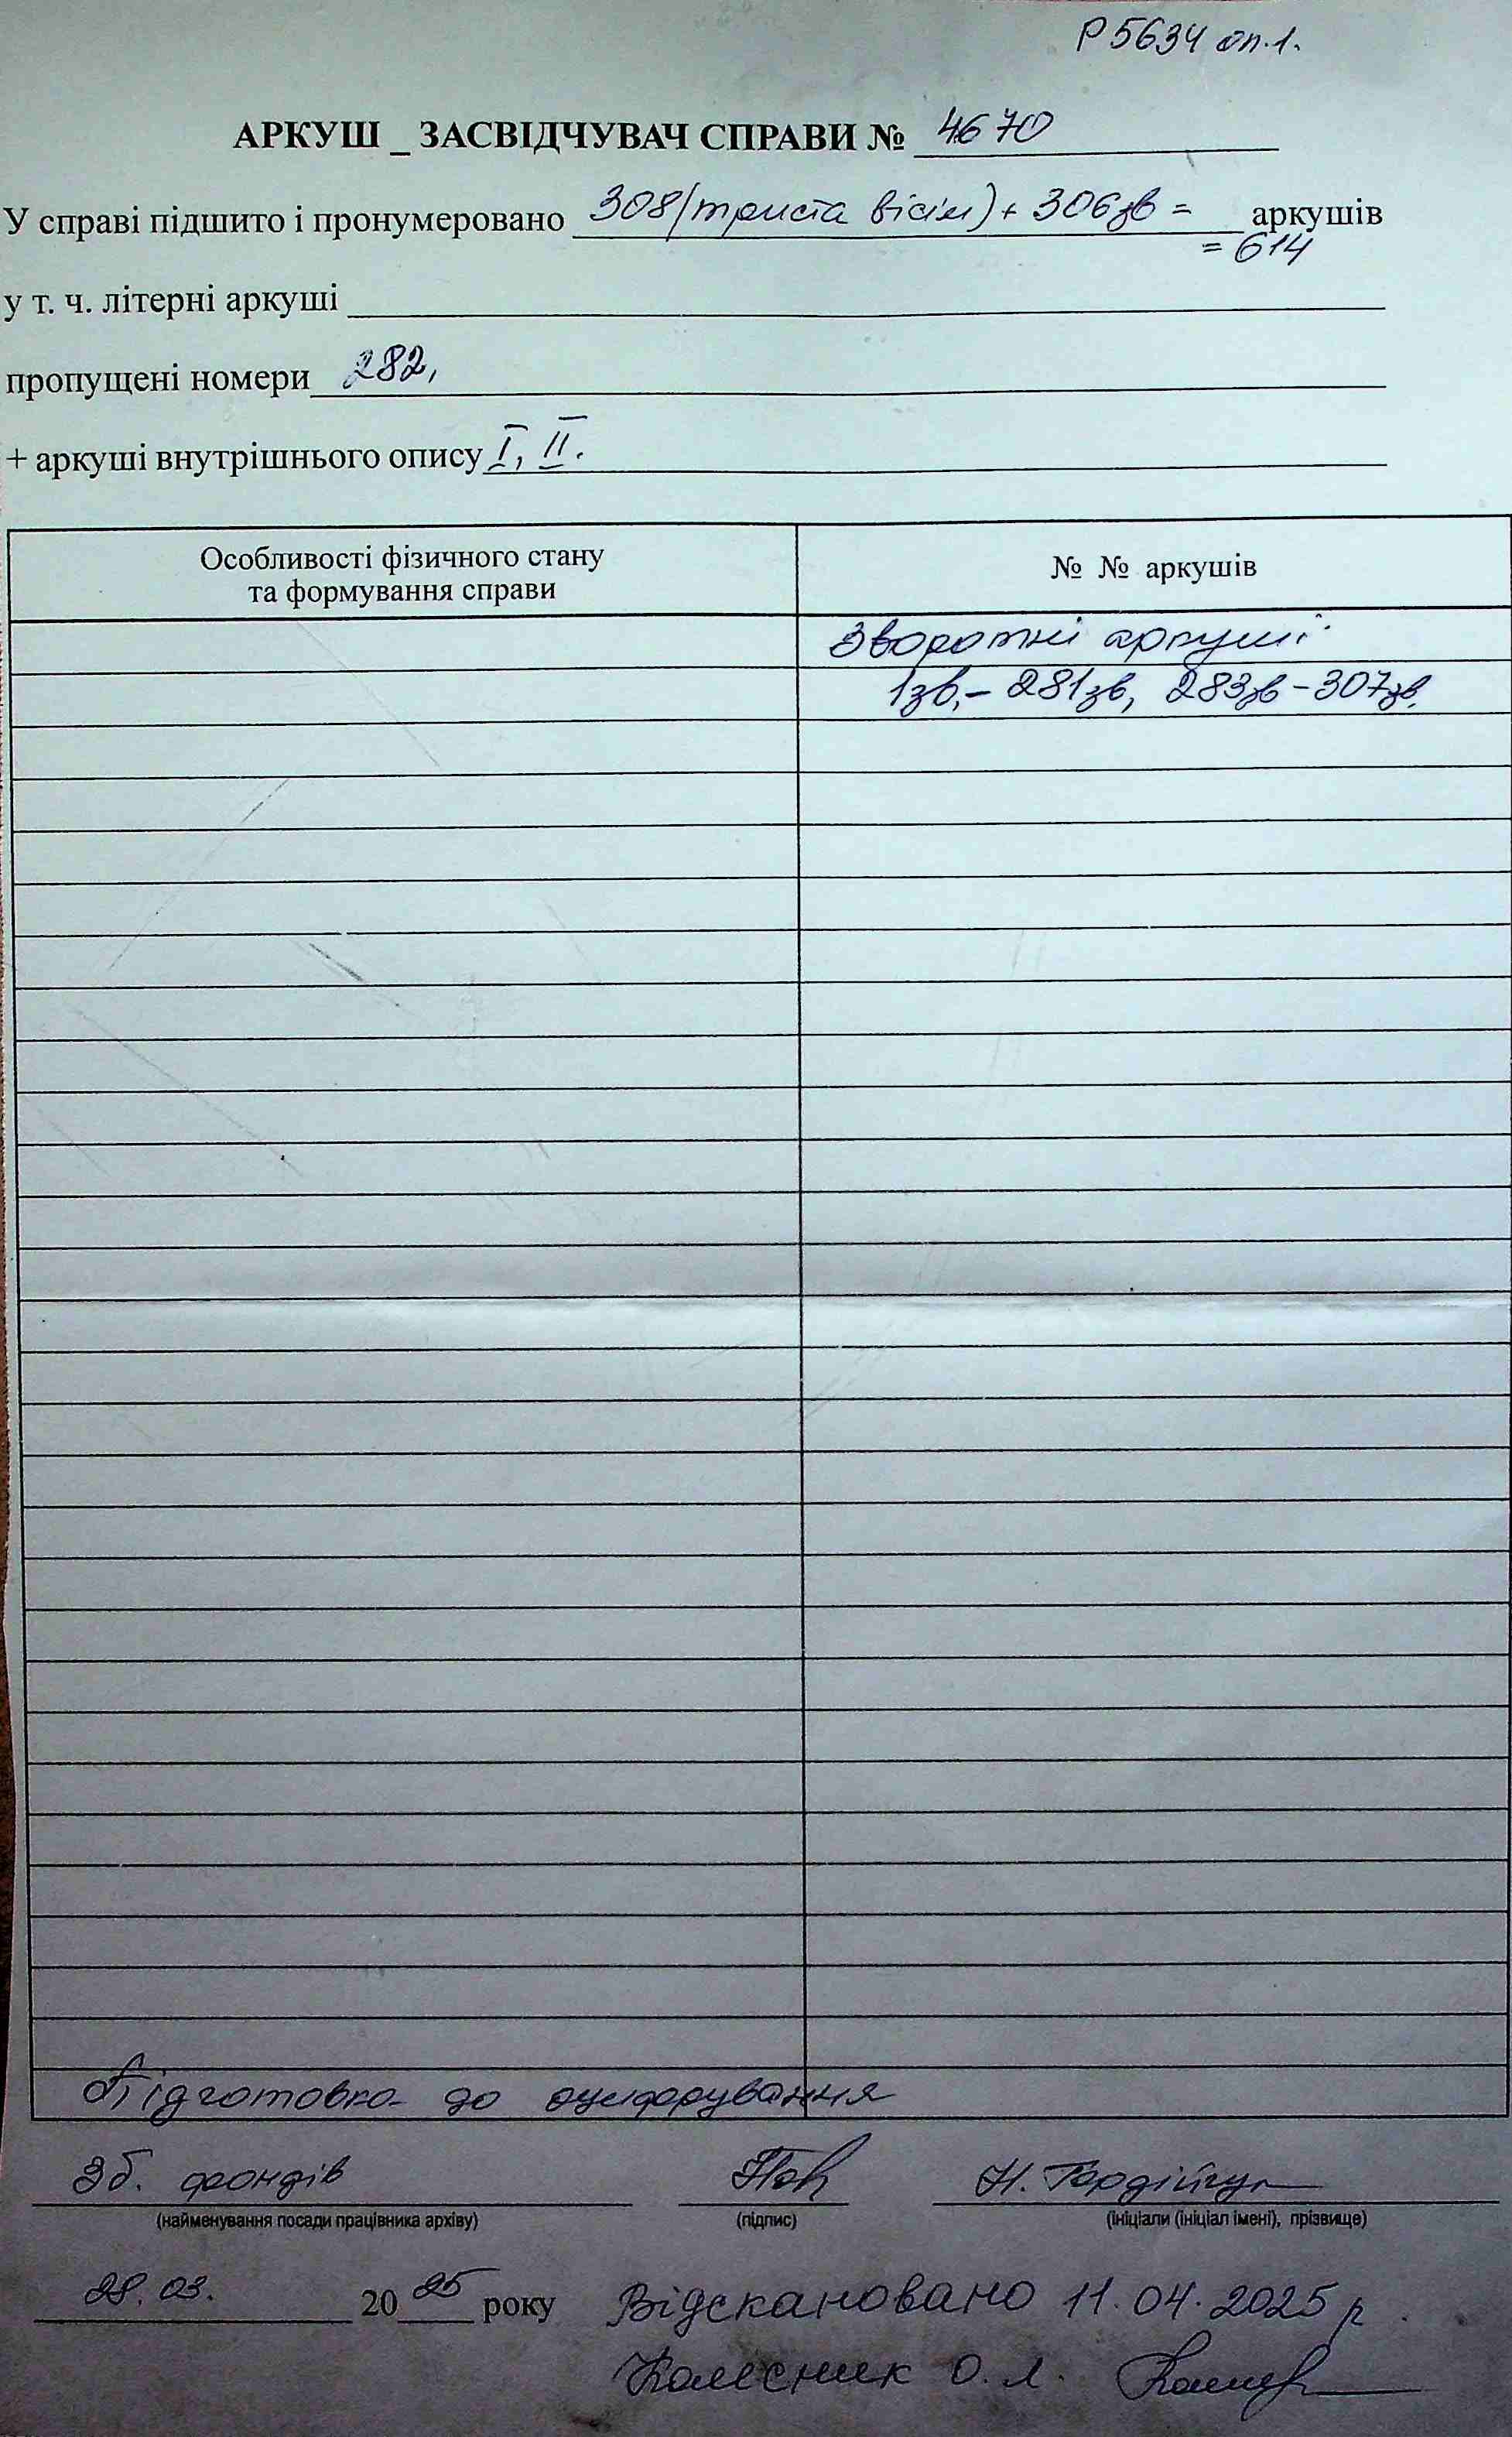 Р 5634 оп.1.
АРКУШ _ ЗАСВІДЧУВАЧ СПРАВИ № 4670
У справі підшито і пронумеровано 308 (триста вісім) + 306зв = аркушів
= 614
у т. ч. літерні аркуші
пропущені номери 282,
+ аркуші внутрішнього опису I, II.
Особливості фізичного стану
та формування справи
№ № аркушів
Зворотні аркуші
1зв.– 281зв, 283зв – 307зв.
Підготовка до оцифрування
Зб. фондів
Н. Гордійчук
(найменування посади працівника архіву) (підпис) (ініціали (ініціал імені), прізвище)
28. 03. 20 25 року Відскановано 11.04.2025 р.
Колесник О. Л.